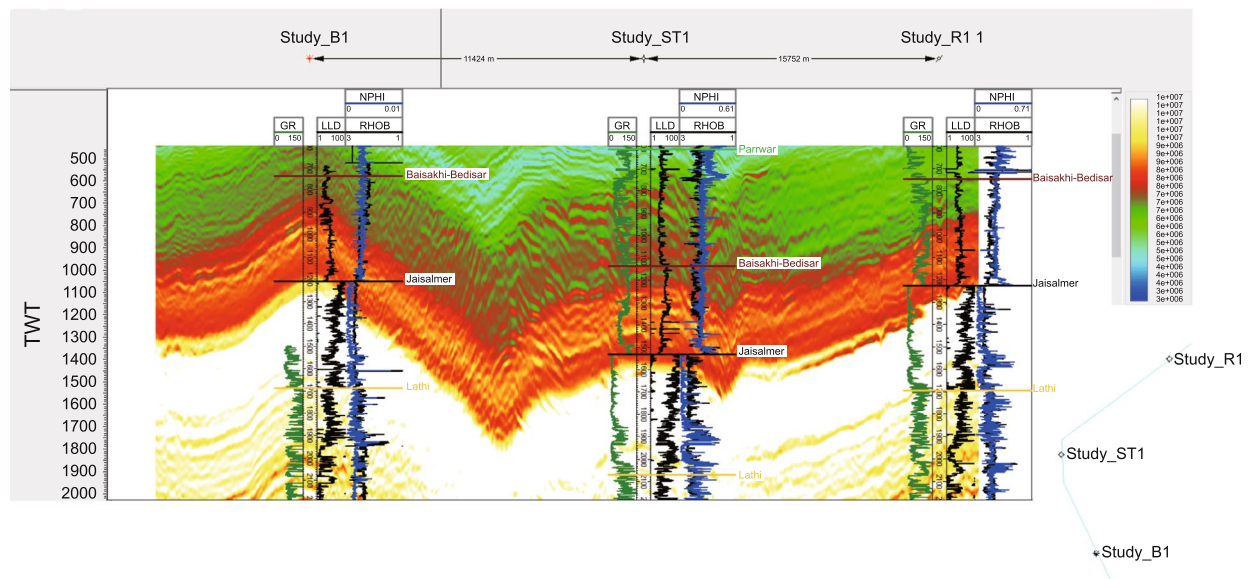 Study_B1
Study_ST1
Study_R1 1
11424 m
15752 m
NPHI
0 0.01
GR
LLD
RHOB
0 150
1 100
3 1
NPHI
0 0.61
GR
LLD
RHOB
0 150
1 100
3 1
NPHI
0 0.71
GR
LLD
RHOB
0 150
1 100
3 1
TWT
500
600
700
800
900
1000
1100
1200
1300
1400
1500
1600
1700
1800
1900
2000
Baisakhi-Bedisar
Jaisalmer
Lathi
Parrwar
Baisakhi-Bedisar
Jaisalmer
Lathi
Baisakhi-Bedisar
Jaisalmer
Lathi
1e+007
1e+007
1e+007
1e+007
1e+007
9e+006
9e+006
9e+006
8e+006
8e+006
8e+006
7e+006
7e+006
7e+006
6e+006
6e+006
6e+006
5e+006
5e+006
5e+006
4e+006
4e+006
4e+006
3e+006
3e+006
Study_R1
Study_ST1
Study_B1